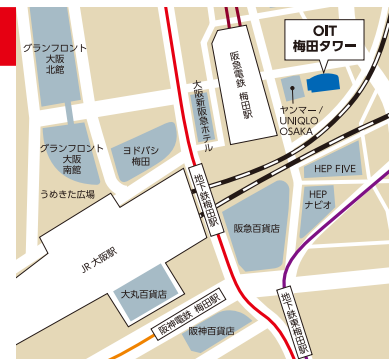 OIT
梅田タワー
グランフロント
大阪
北館
阪急電鉄 梅田駅
大阪新阪急ホテル
ヤンマー/
UNIQLO
OSAKA
グランフロント
大阪
南館
ヨドバシ
梅田
うめきた広場
地下鉄梅田駅
HEP FIVE
HEP
ナビオ
阪急百貨店
JR 大阪駅
大丸百貨店
阪神電鉄 梅田駅
阪神百貨店
地下鉄東梅田駅